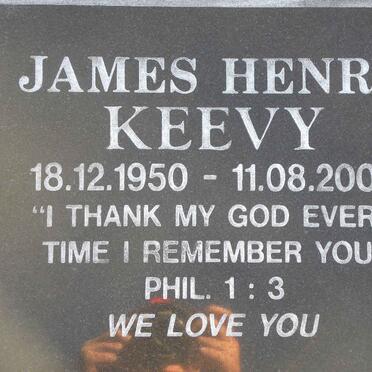 JAMES HENR
KEEVY
18.12.1950 - 11.08.200
"I THANK MY GOD EVER
TIME I REMEMBER YOU
PHIL. 1 : 3
WE LOVE YOU